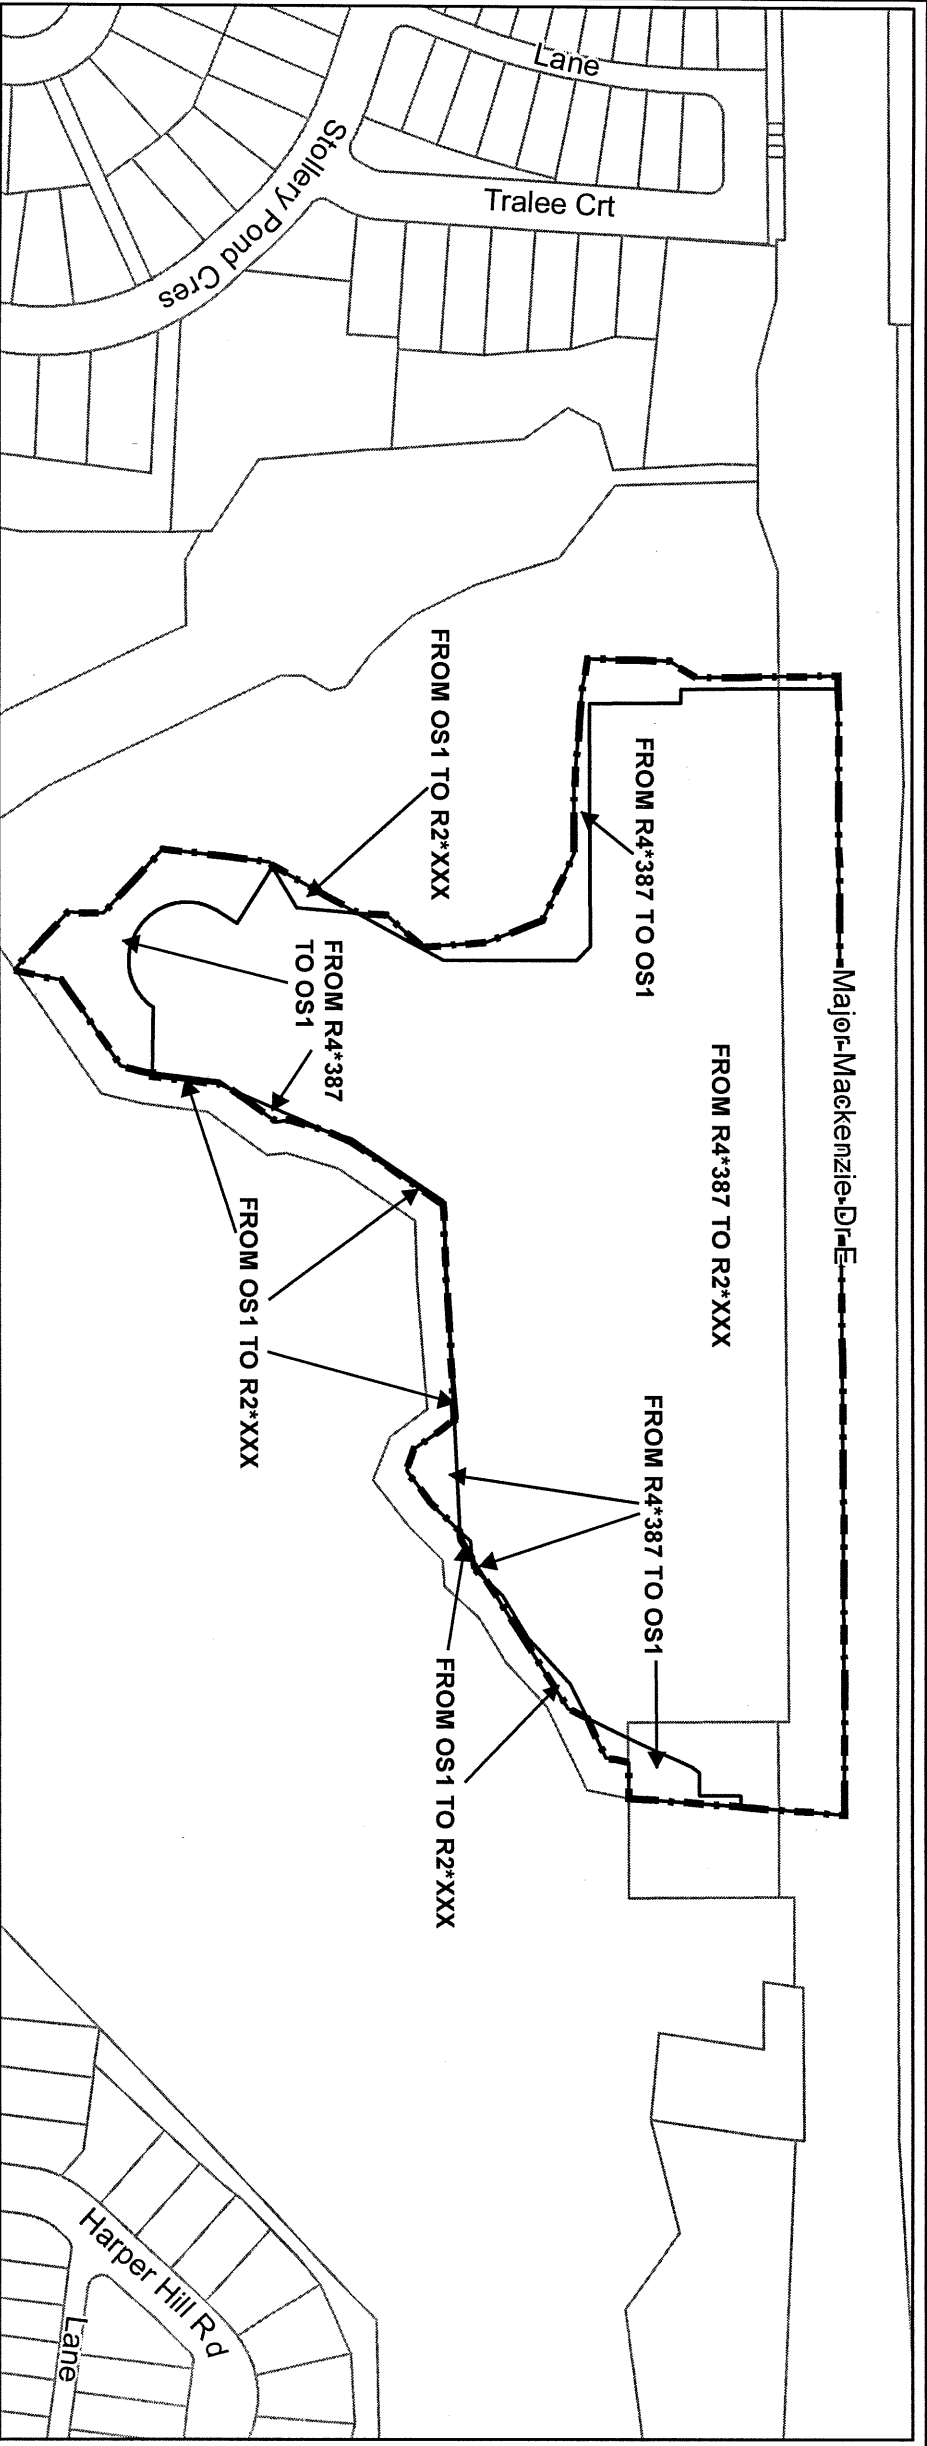 Lane
Tralee Crt
Stollery Pond Cres
Major Mackenzie Dr E
FROM R4*387 TO R2*XXX
FROM R4*387 TO OS1
FROM OS1 TO R2*XXX
FROM R4*387
TO OS1
FROM OS1 TO R2*XXX
FROM R4*387 TO OS1
FROM OS1 TO R2*XXX
Harper Hill Rd
Lane